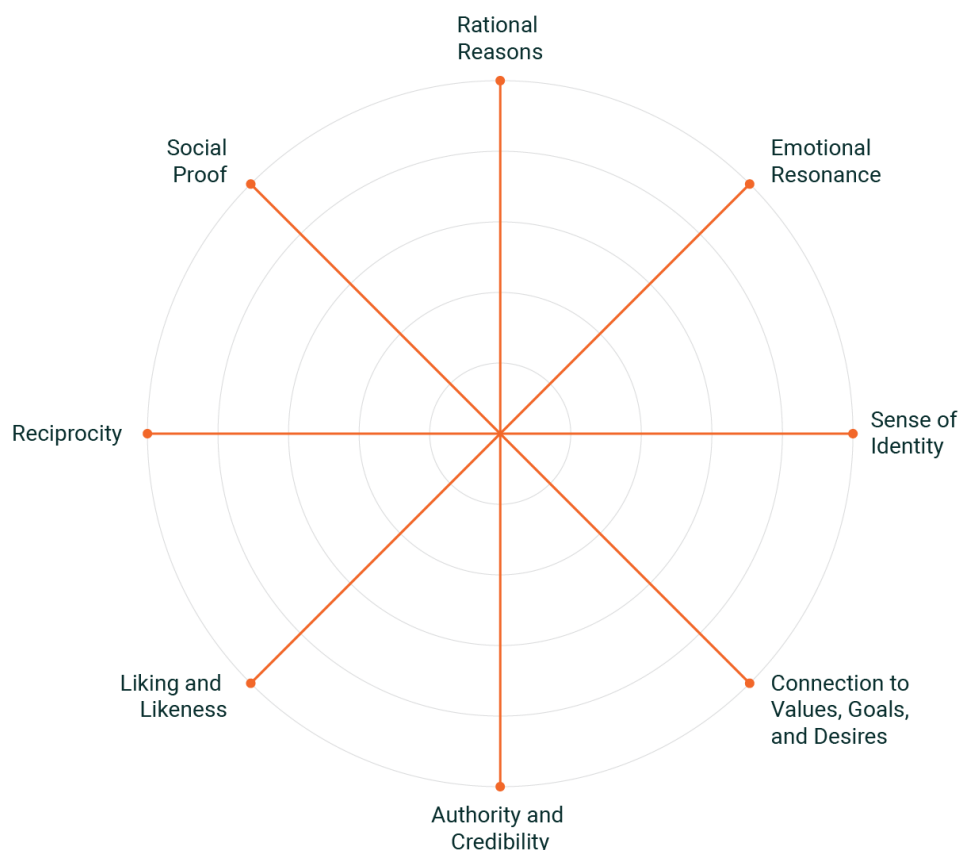 Rational
Reasons
Emotional
Resonance
Sense of
Identity
Connection to
Values, Goals,
and Desires
Authority and
Credibility
Liking and
Likeness
Reciprocity
Social
Proof